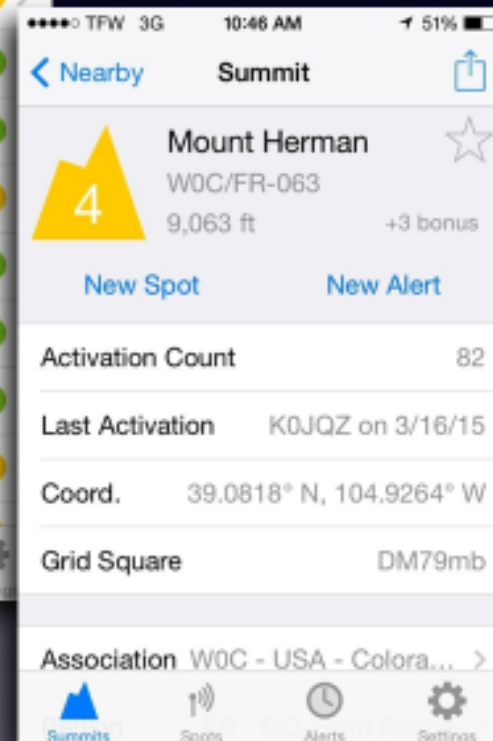 TFW 3G 10:46 AM 51%
Nearby Summit
Mount Herman
4
W0C/FR-063
9,063 ft +3 bonus
New Spot New Alert
Activation Count 82
Last Activation K0JQZ on 3/16/15
Coord. 39.0818° N, 104.9264° W
Grid Square DM79mb
Association W0C - USA - Colora... >
Summits Spots Alerts Settings